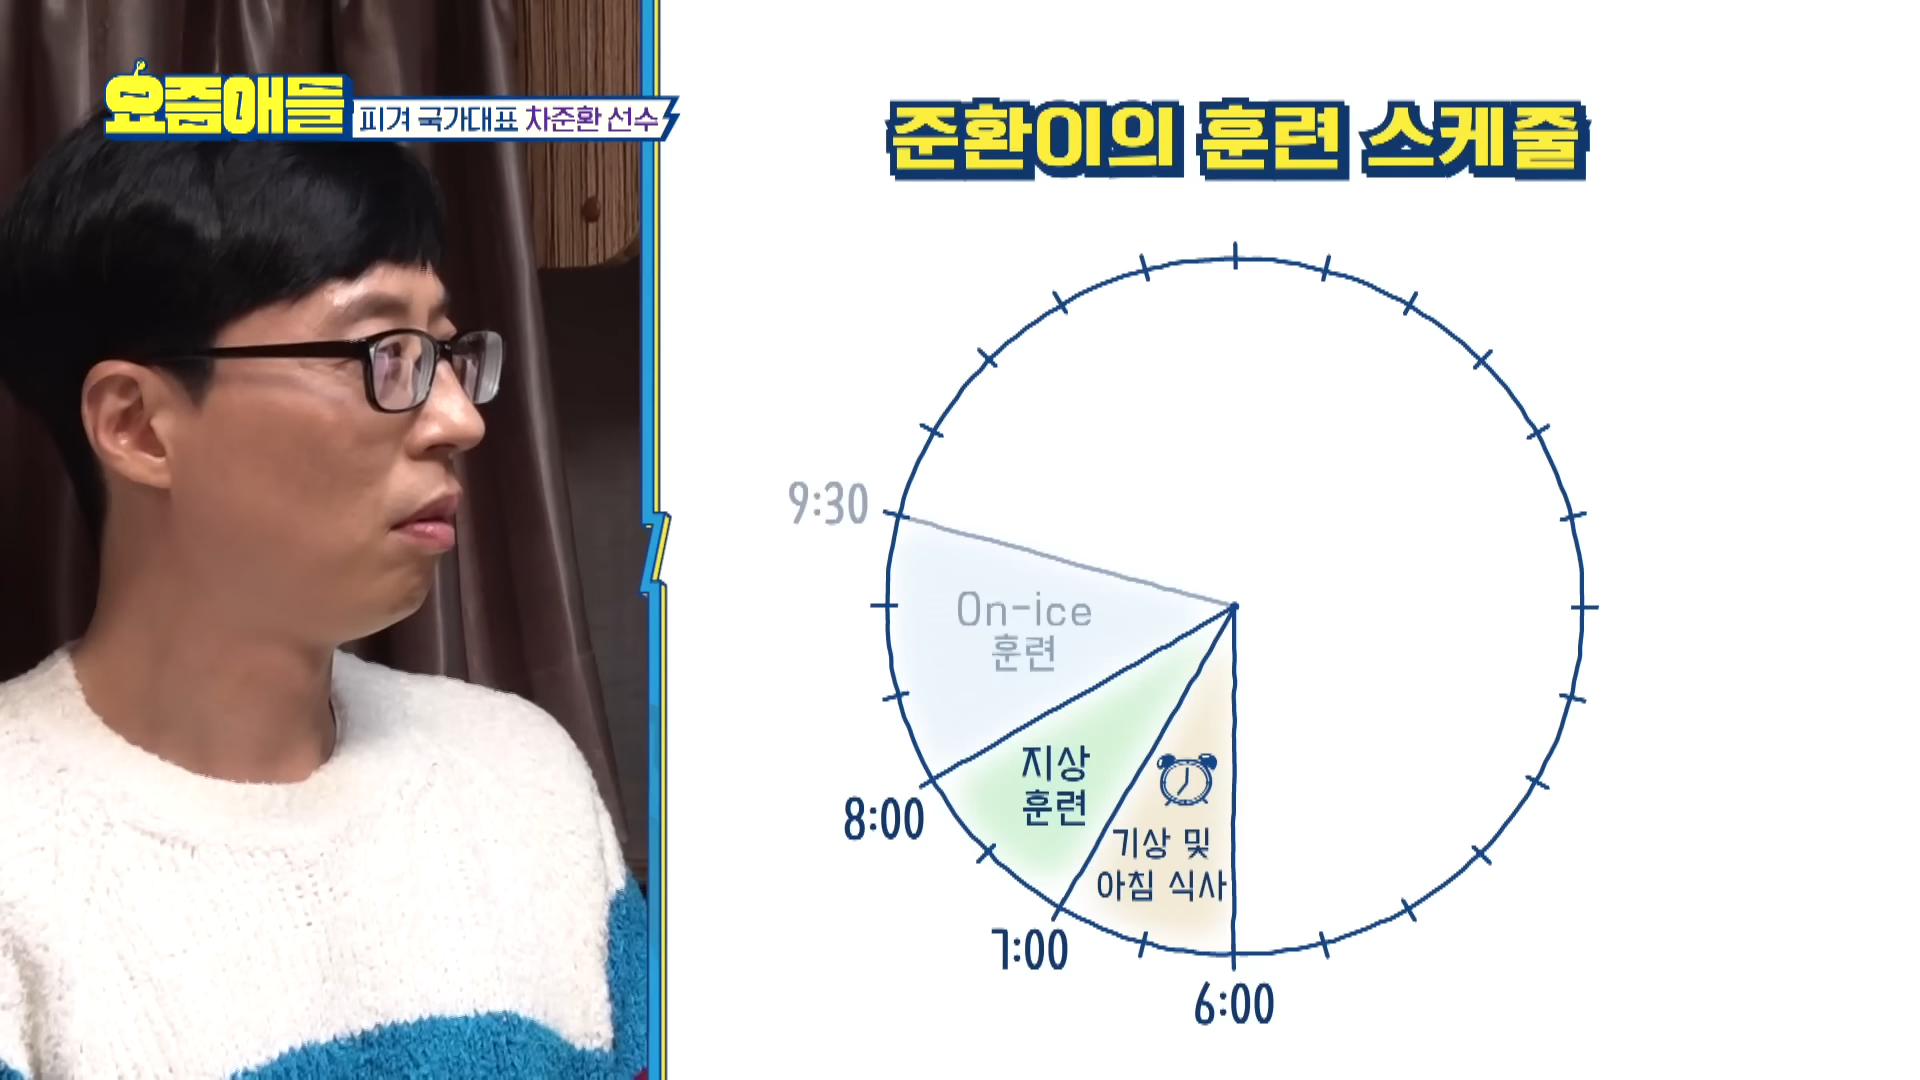 요즘애들
피겨 국가대표 차준환 선수
준환이의 훈련 스케줄
9:30
On-ice
훈련
지상
훈련
8:00
기상 및
아침 식사
7:00
6:00